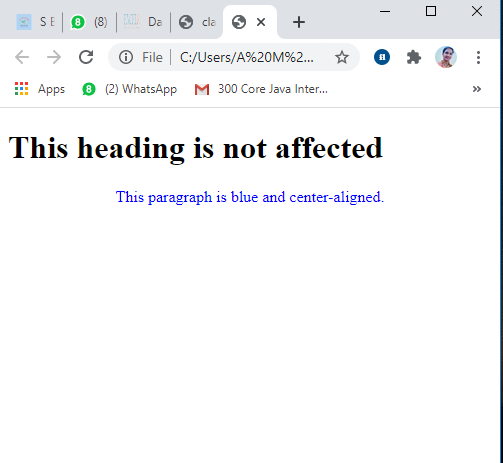 S E (8) Da cla
File C:/Users/A%20M%2...
Apps (2) WhatsApp 300 Core Java Inter... »
This heading is not affected
This paragraph is blue and center-aligned.